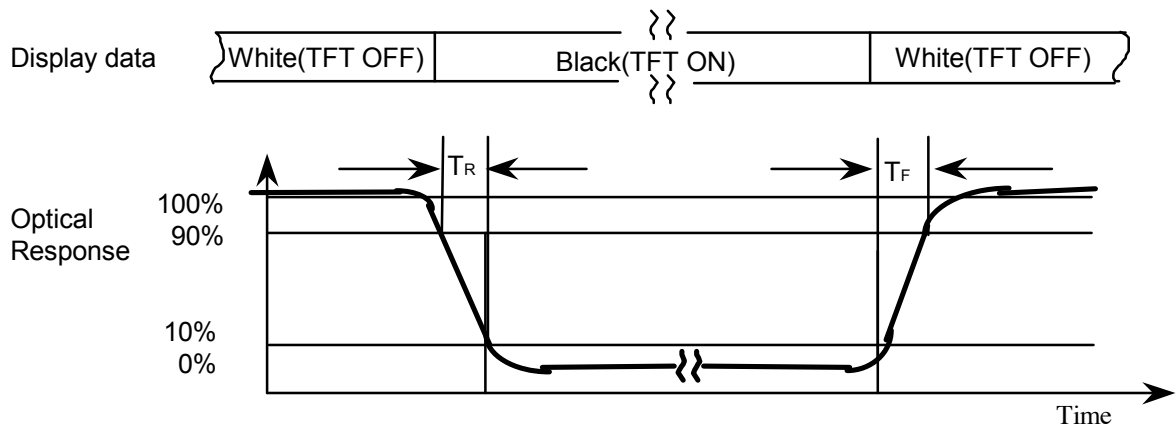 Display data
White(TFT OFF)
Black(TFT ON)
White(TFT OFF)
TR
TF
Optical
Response
100%
90%
10%
0%
Time